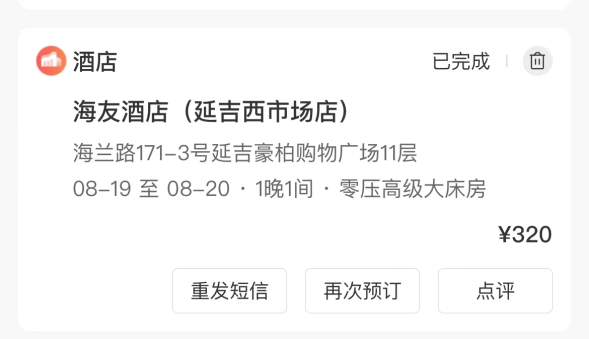 酒店
已完成
海友酒店（延吉西市场店）
海兰路171-3号延吉豪柏购物广场11层
08-19 至 08-20 · 1晚1间 · 零压高级大床房
¥320
重发短信
再次预订
点评